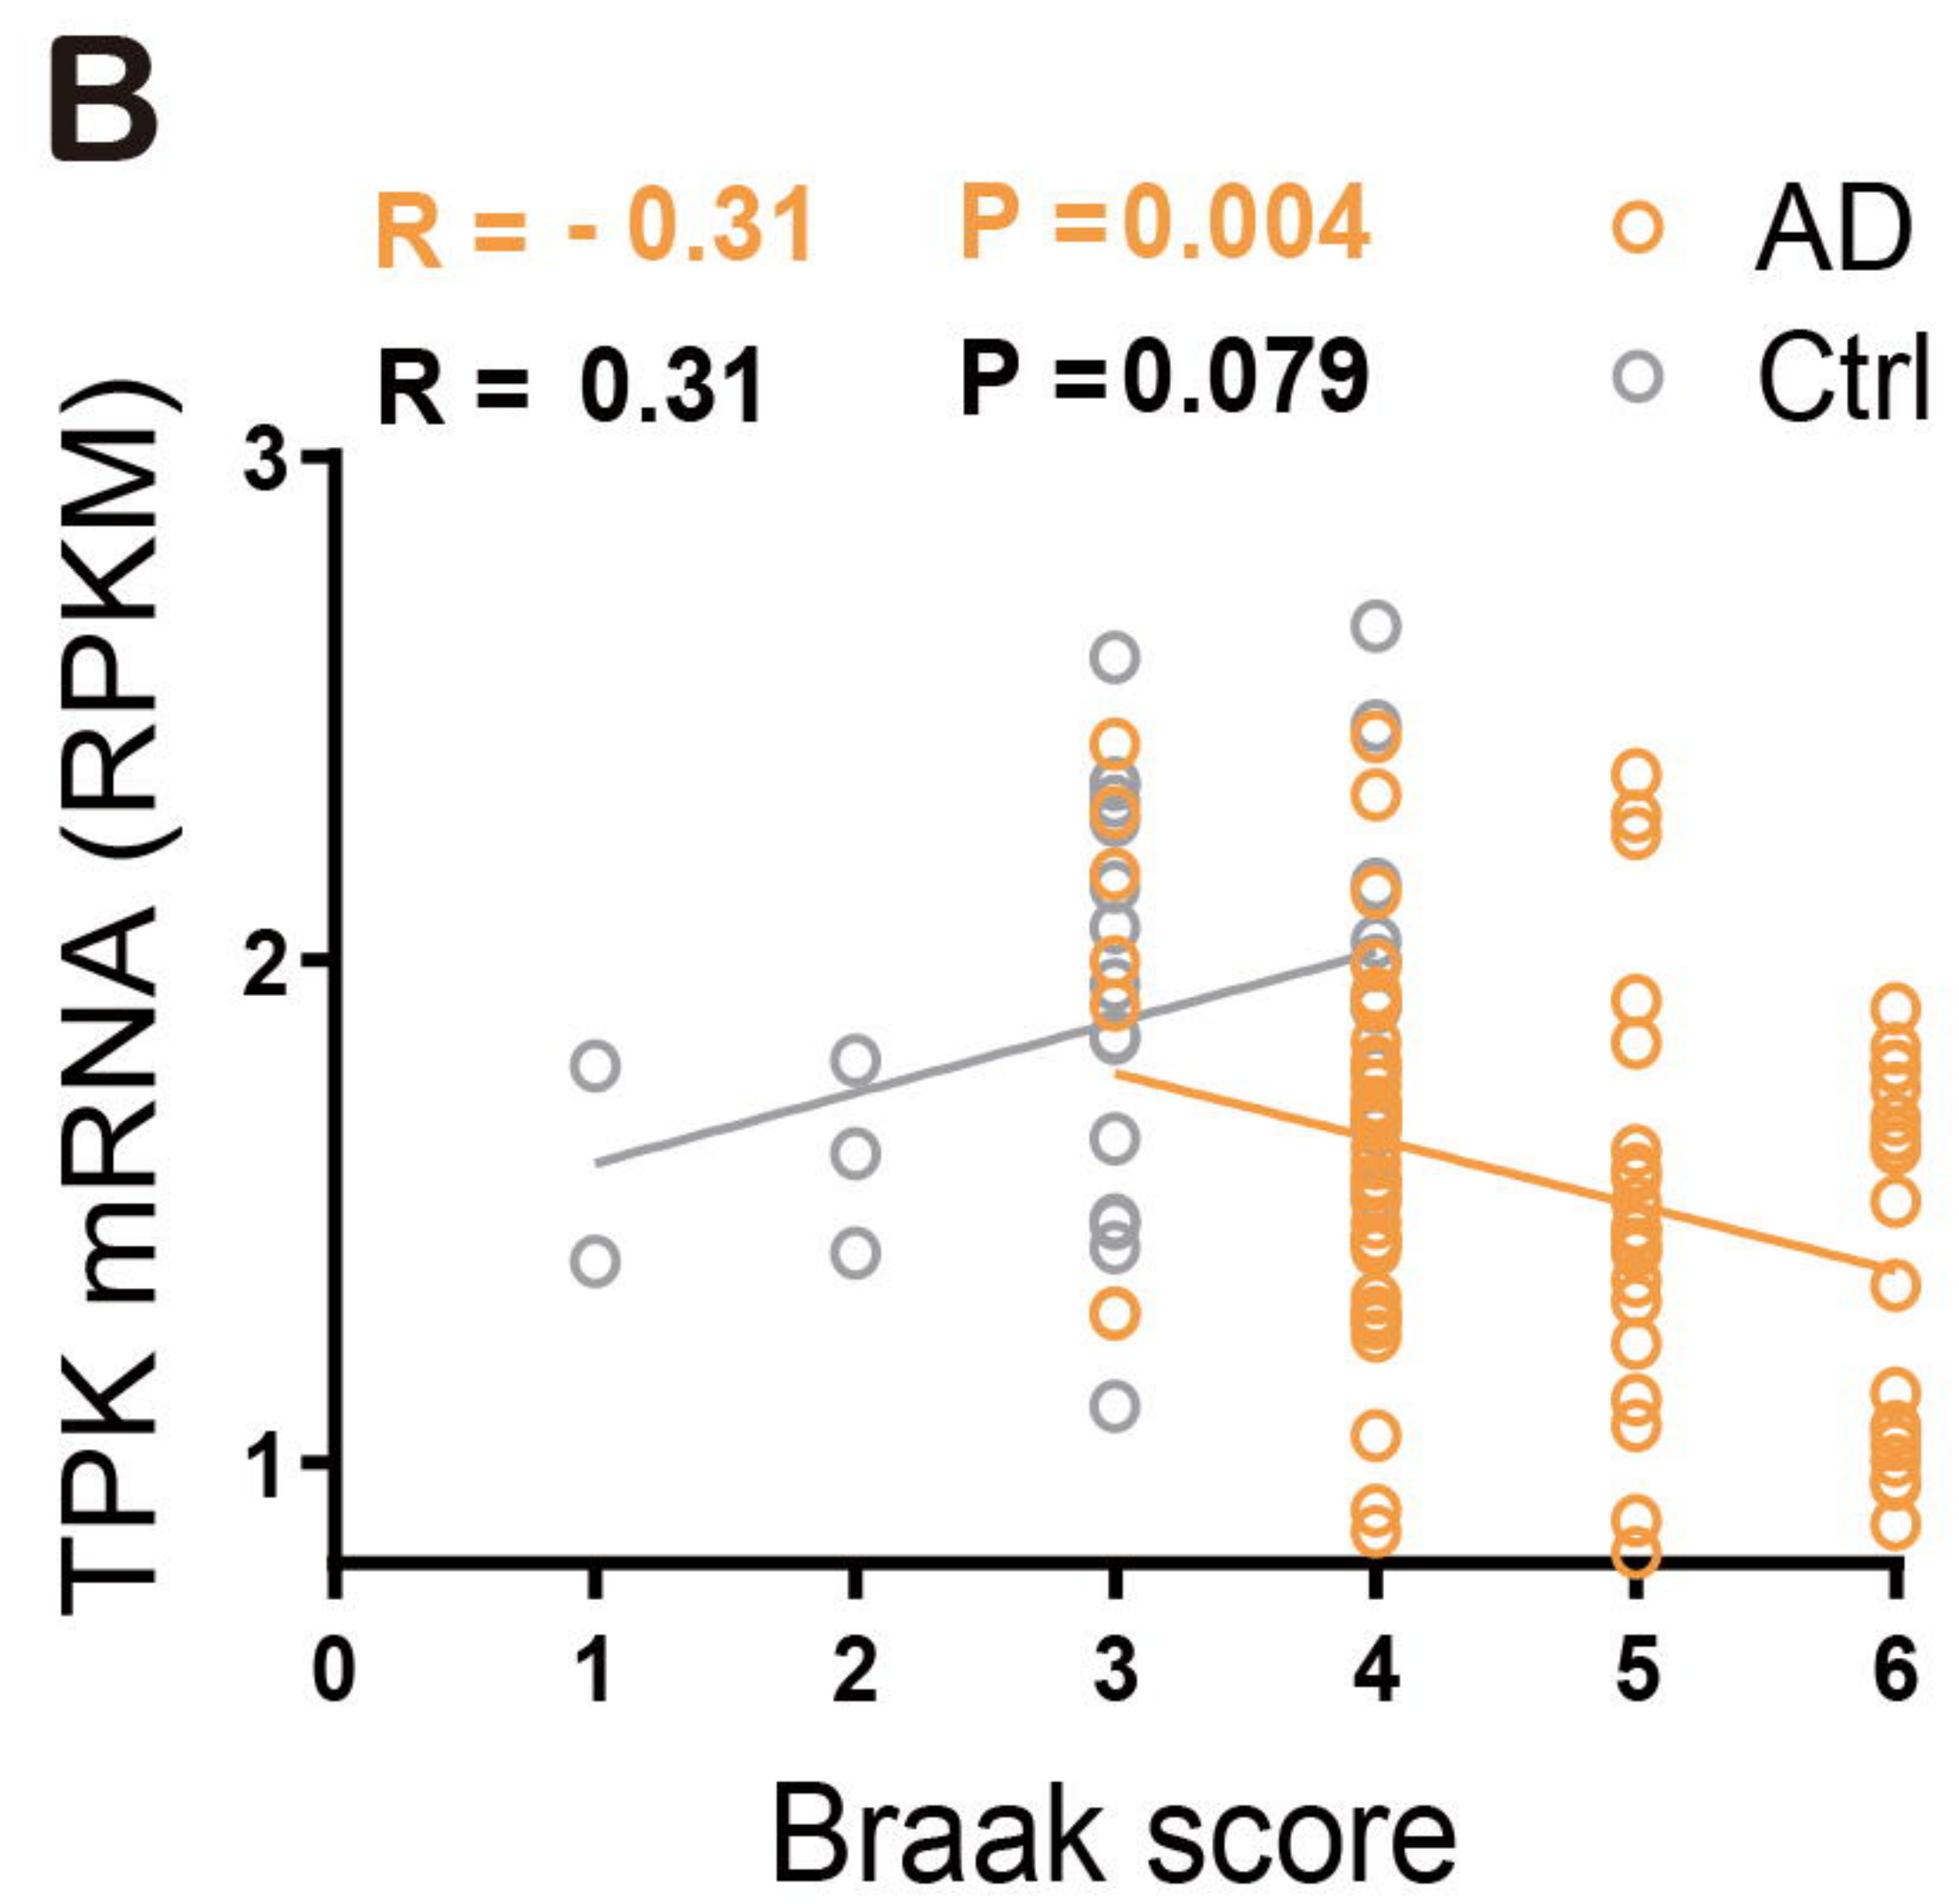 B
R = - 0.31 P =0.004 AD
R = 0.31 P =0.079 Ctrl
TPK mRNA (RPKM)
3
2
1
0 1 2 3 4 5 6
Braak score